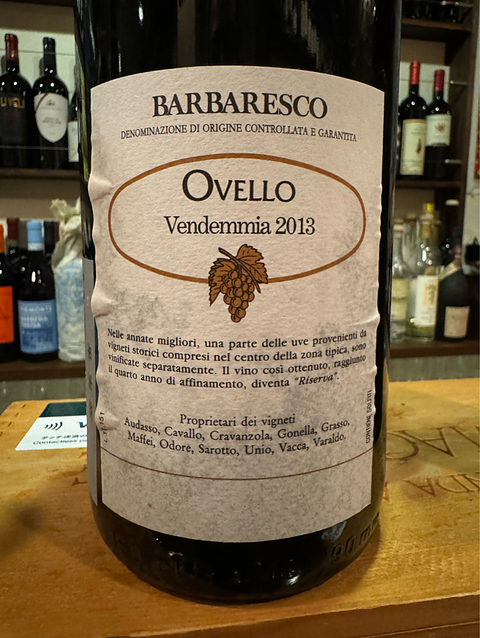 BARBARESCO
DENOMINAZIONE DI ORIGINE CONTROLLATA E GARANTITA
OVELLO
Vendemmia 2013
Nelle annate migliori, una parte delle uve provenienti da
vigneti storici compresi nel centro della zona tipica, sono
vinificate separatamente. Il vino così ottenuto, raggiunto
il quarto anno di affinamento, diventa "Riserva".
Proprietari dei vigneti
Audasso, Cavallo, Cravanzola, Gonella, Grasso,
Maffei, Odore, Sarotto, Unio, Vacca, Varaldo.
CONTIENE SOLFITI